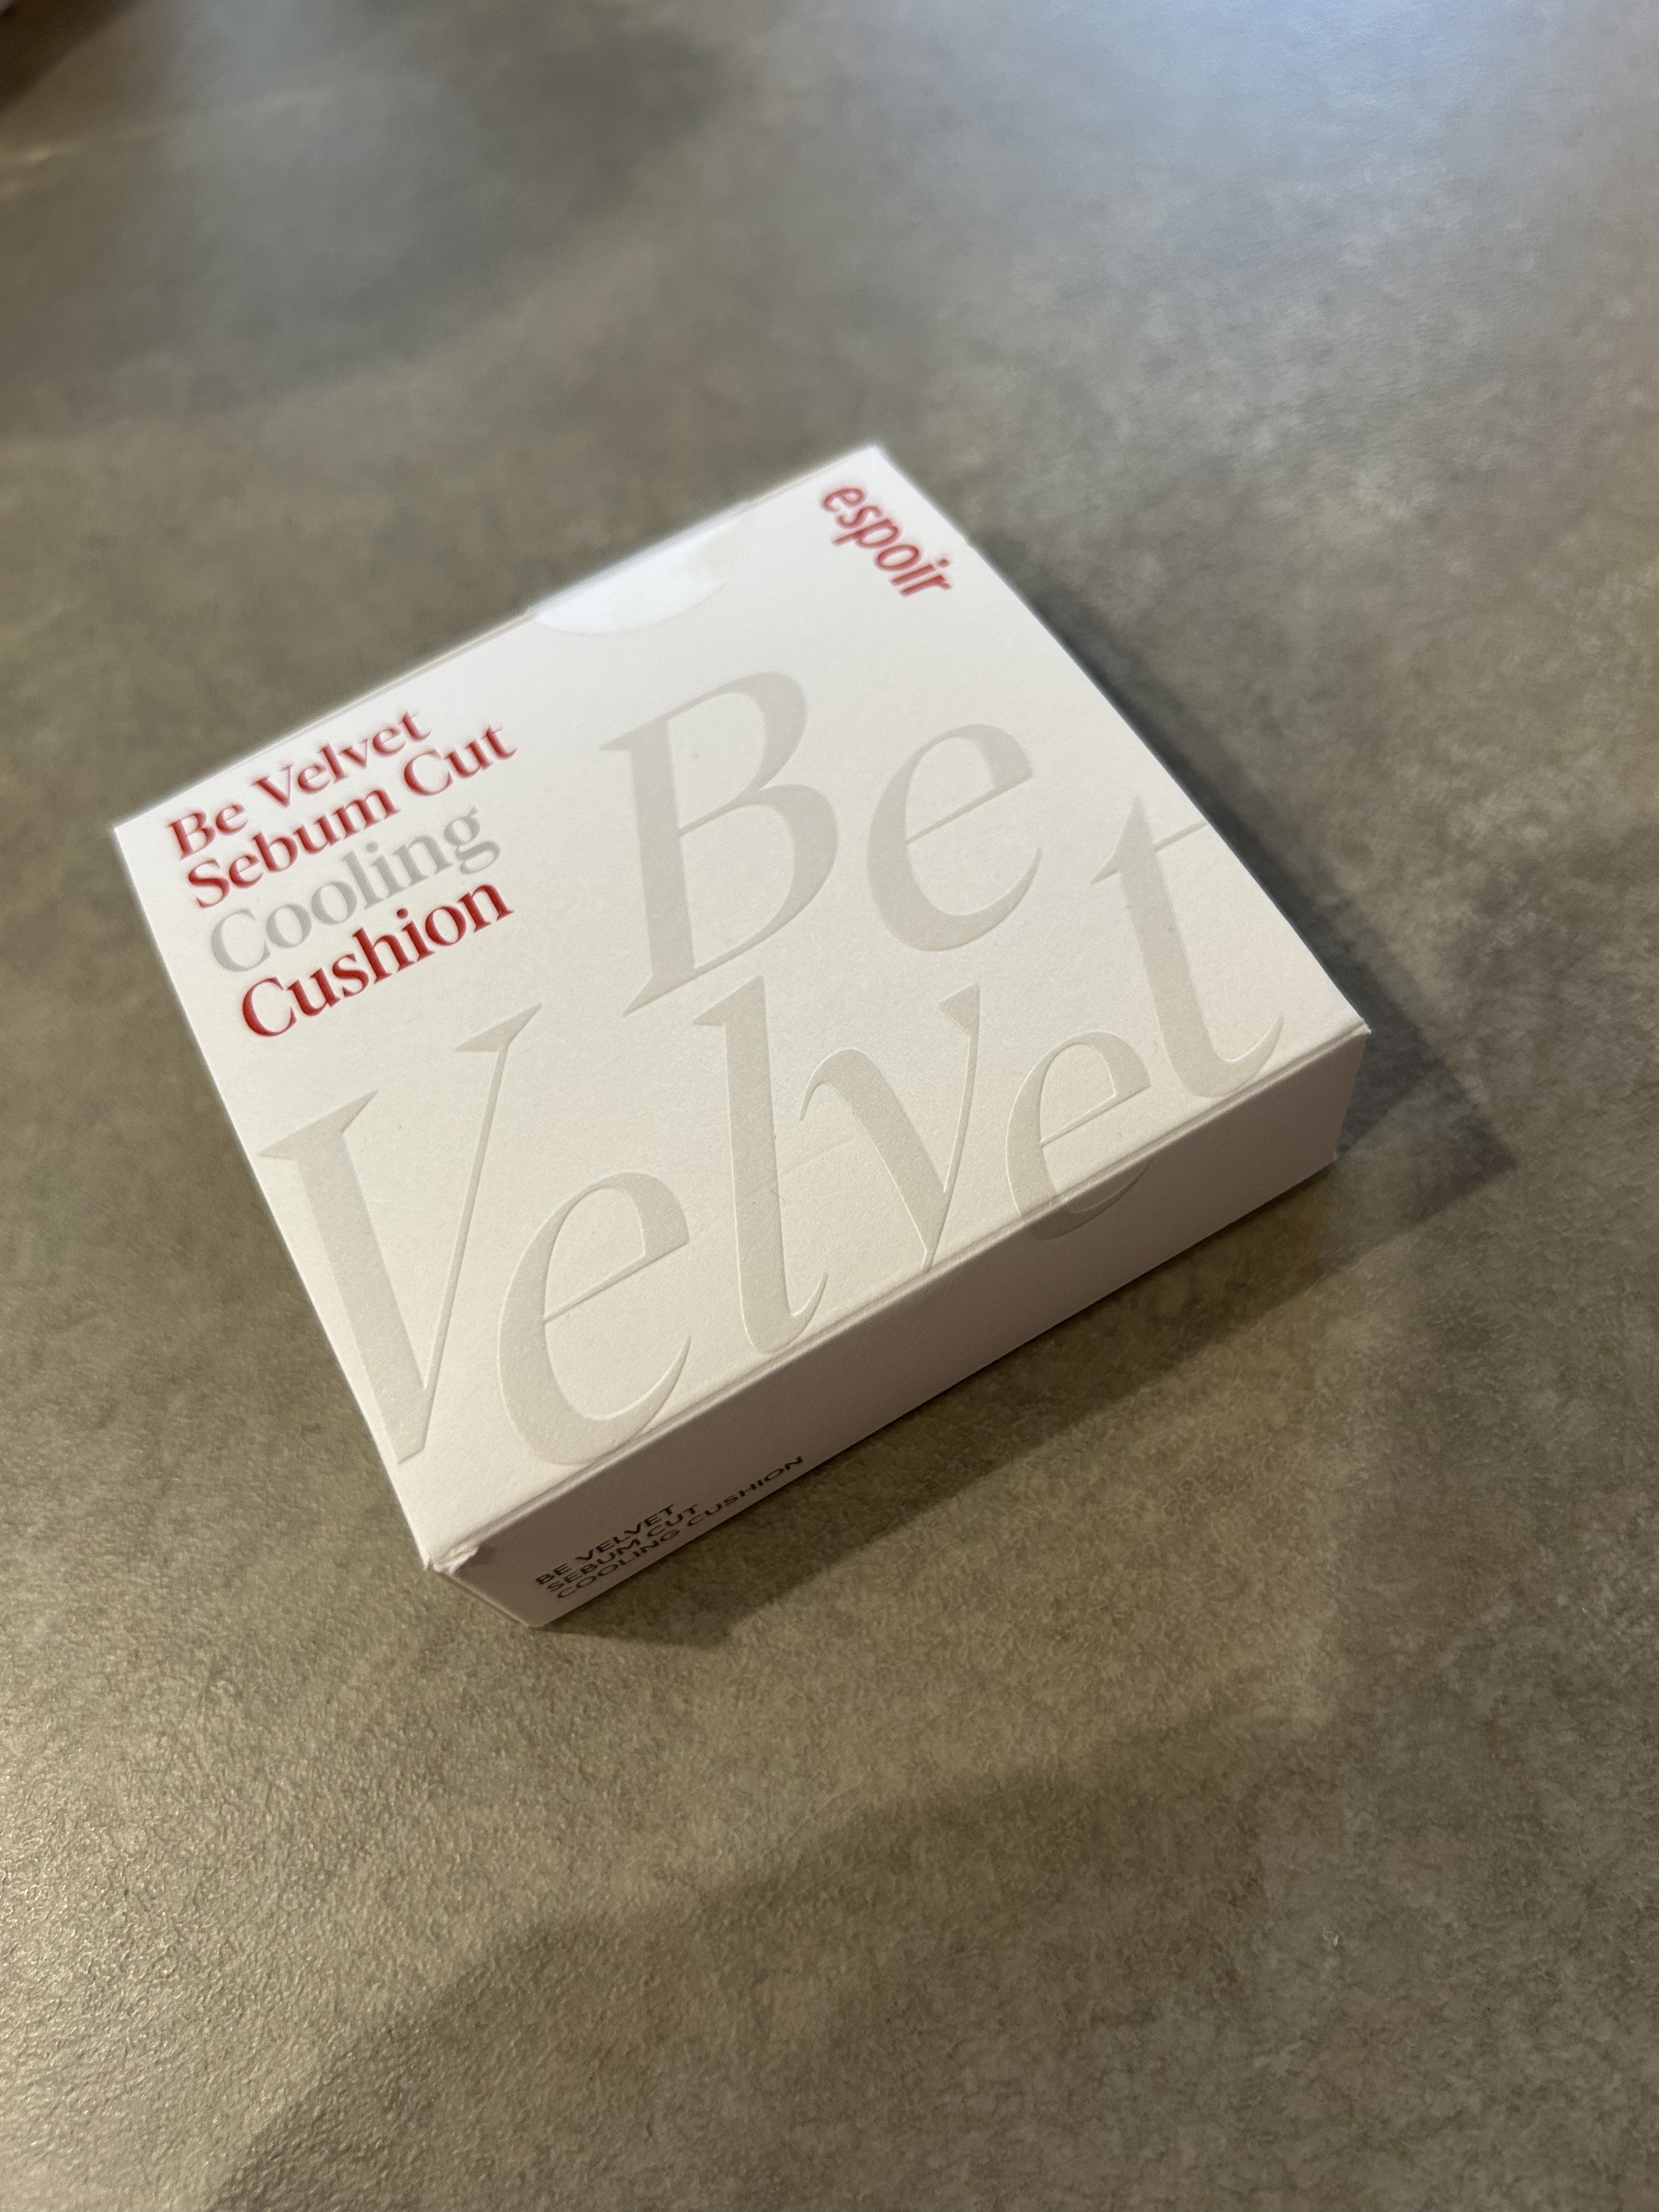 espoir
Be Velvet
Sebum Cut
Cooling
Cushion
Be
Velvet
BE VELVET
SEBUM CUT
COOLING CUSHION